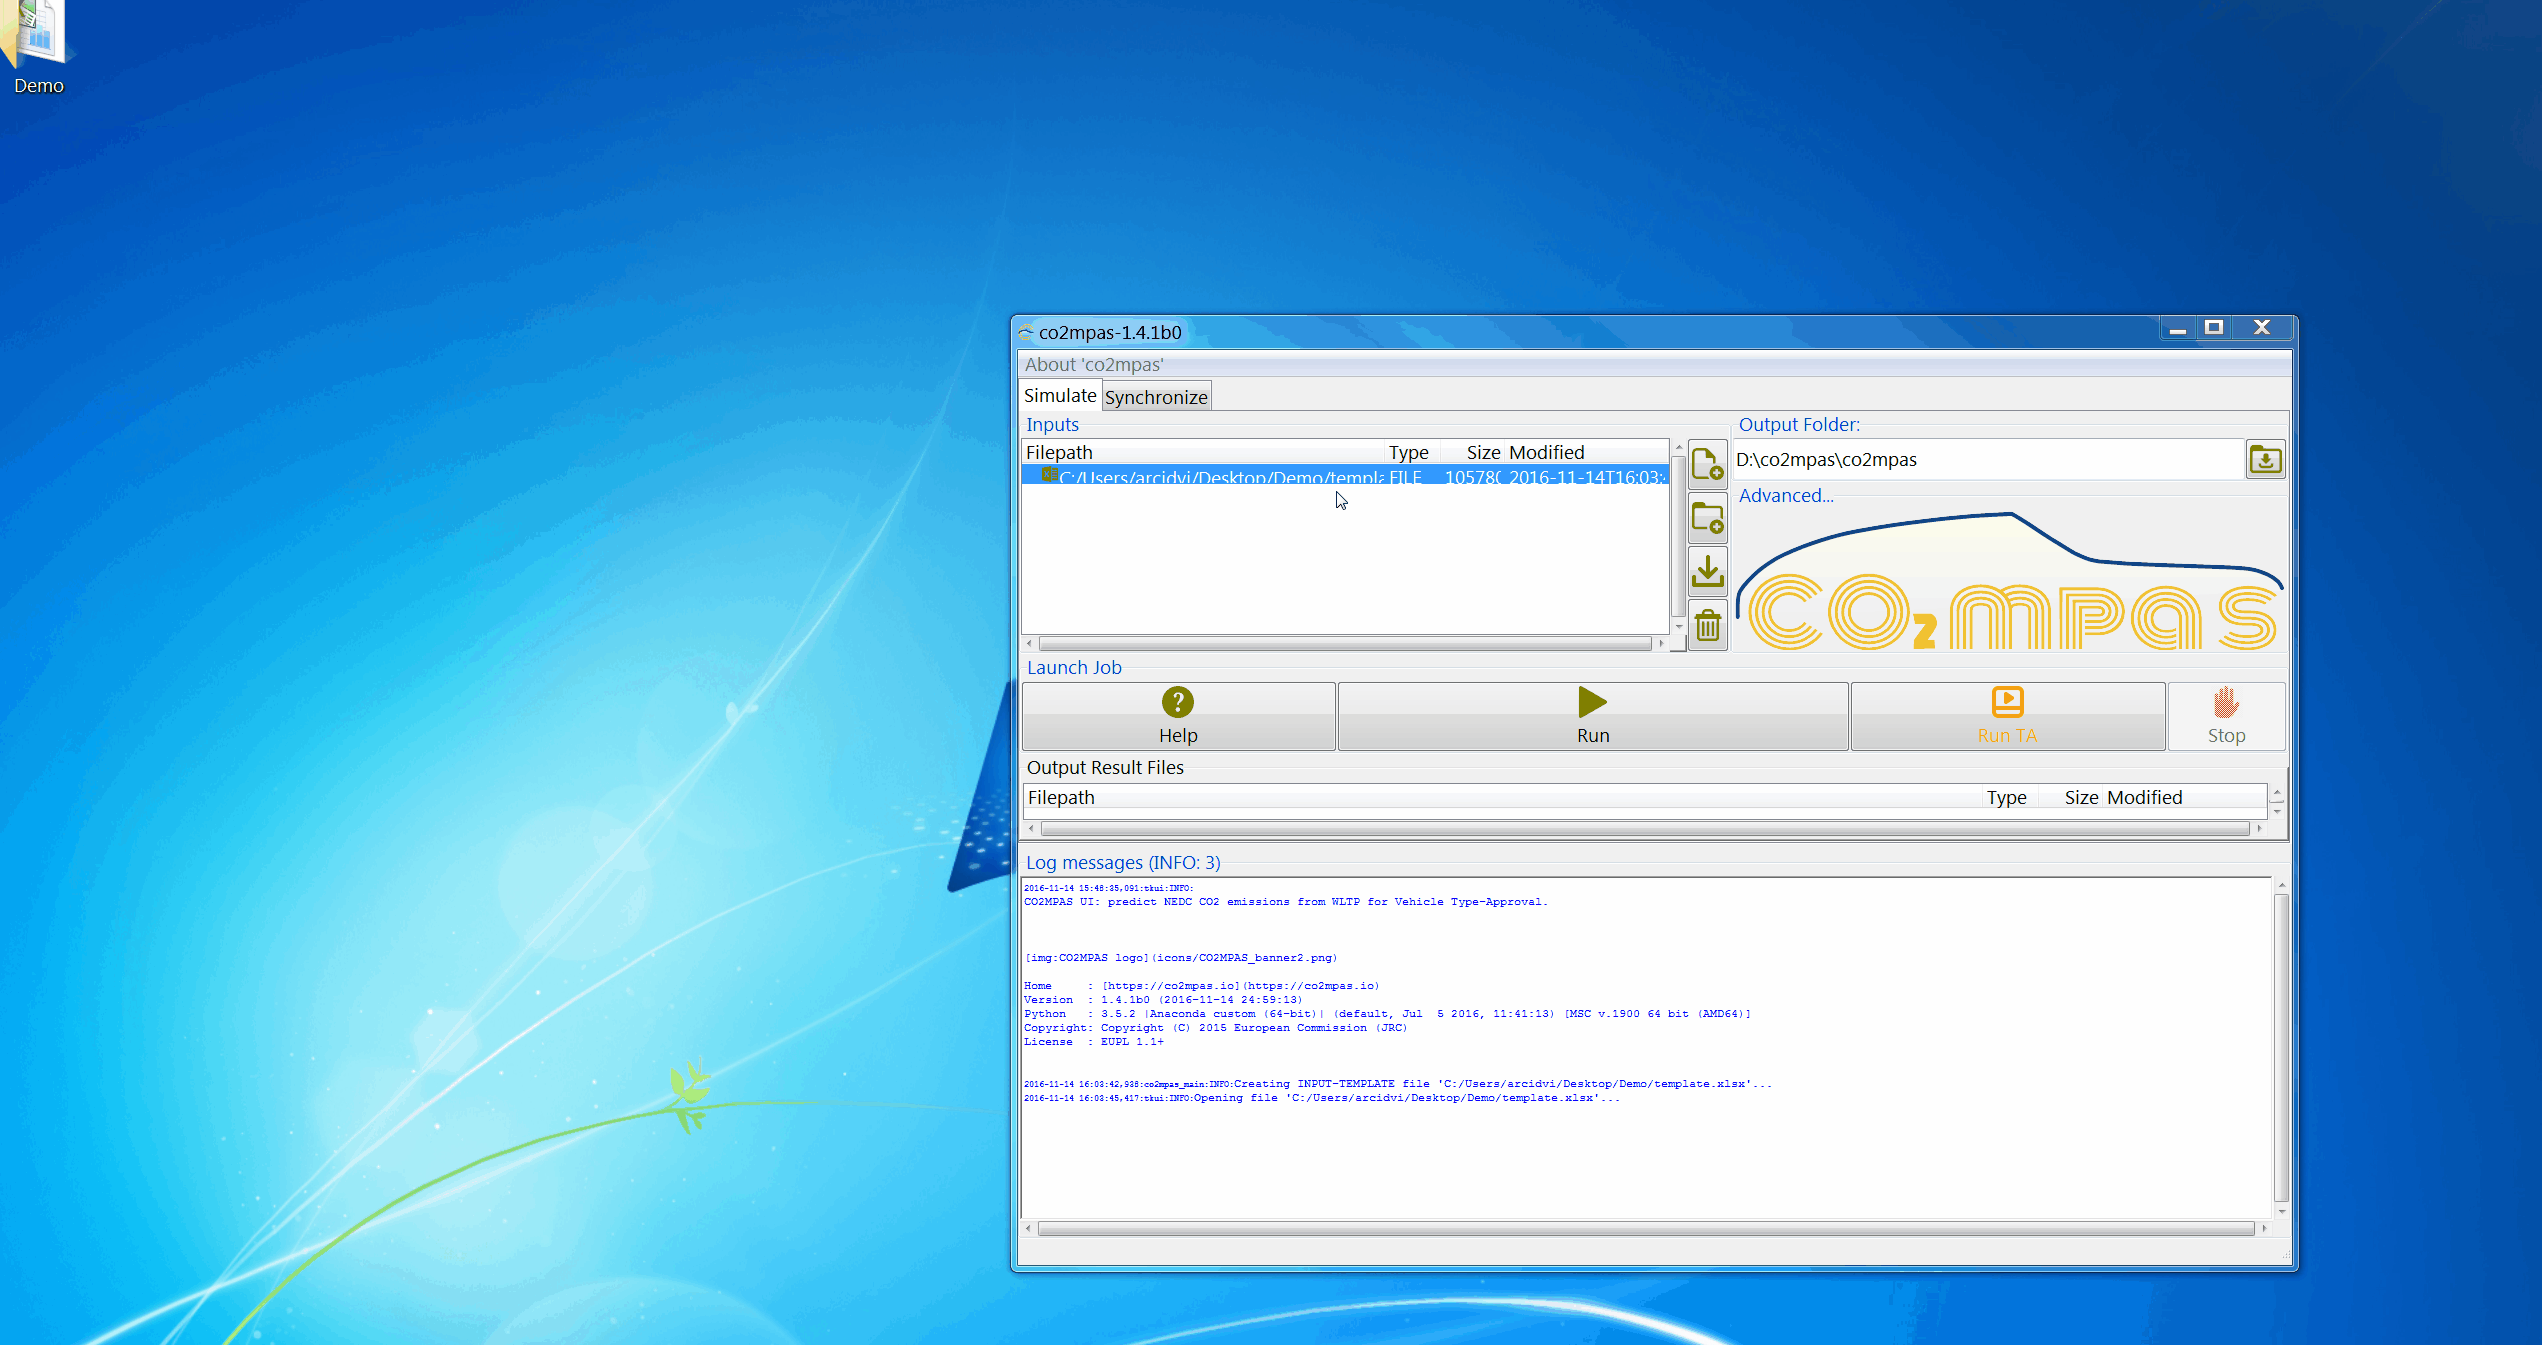 Demo
co2mpas-1.4.1b0
About 'co2mpas'
Simulate Synchronize
Inputs
Filepath Type Size Modified
C:/Users/arcidvi/Desktop/Demo/templa FILE 105780 2016-11-14T16:03:
Output Folder:
D:\co2mpas\co2mpas
Advanced...
CO2mpas
Launch Job
? Help
Run
Run TA
Stop
Output Result Files
Filepath Type Size Modified
Log messages (INFO: 3)
2016-11-14 15:48:35,091:tkui:INFO:
CO2MPAS UI: predict NEDC CO2 emissions from WLTP for Vehicle Type-Approval.
[img:CO2MPAS logo](icons/CO2MPAS_banner2.png)
Home : [https://co2mpas.io](https://co2mpas.io)
Version : 1.4.1b0 (2016-11-14 24:59:13)
Python : 3.5.2 |Anaconda custom (64-bit)| (default, Jul 5 2016, 11:41:13) [MSC v.1900 64 bit (AMD64)]
Copyright: Copyright (C) 2015 European Commission (JRC)
License : EUPL 1.1+
2016-11-14 16:03:42,938:co2mpas_main:INFO:Creating INPUT-TEMPLATE file 'C:/Users/arcidvi/Desktop/Demo/template.xlsx'...
2016-11-14 16:03:45,417:tkui:INFO:Opening file 'C:/Users/arcidvi/Desktop/Demo/template.xlsx'...